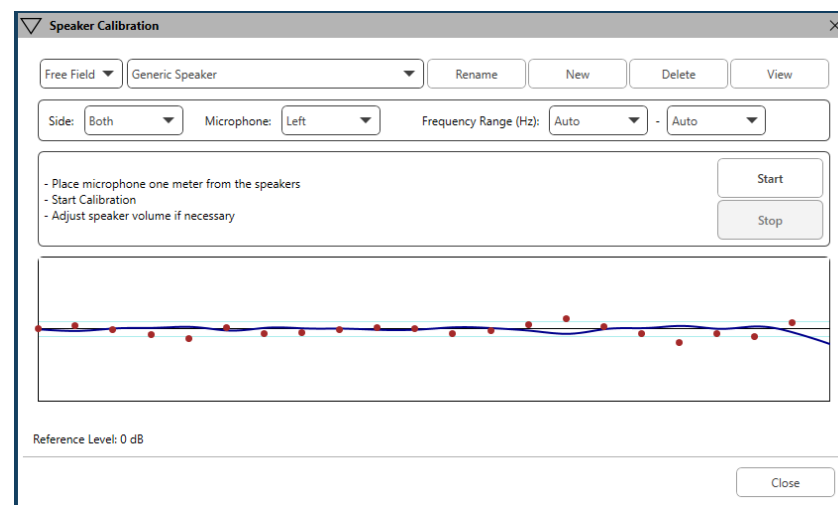 Speaker Calibration
Free Field Generic Speaker Rename New Delete View
Side: Both Microphone: Left Frequency Range (Hz): Auto - Auto
- Place microphone one meter from the speakers
- Start Calibration
- Adjust speaker volume if necessary
Start
Stop
Reference Level: 0 dB
Close